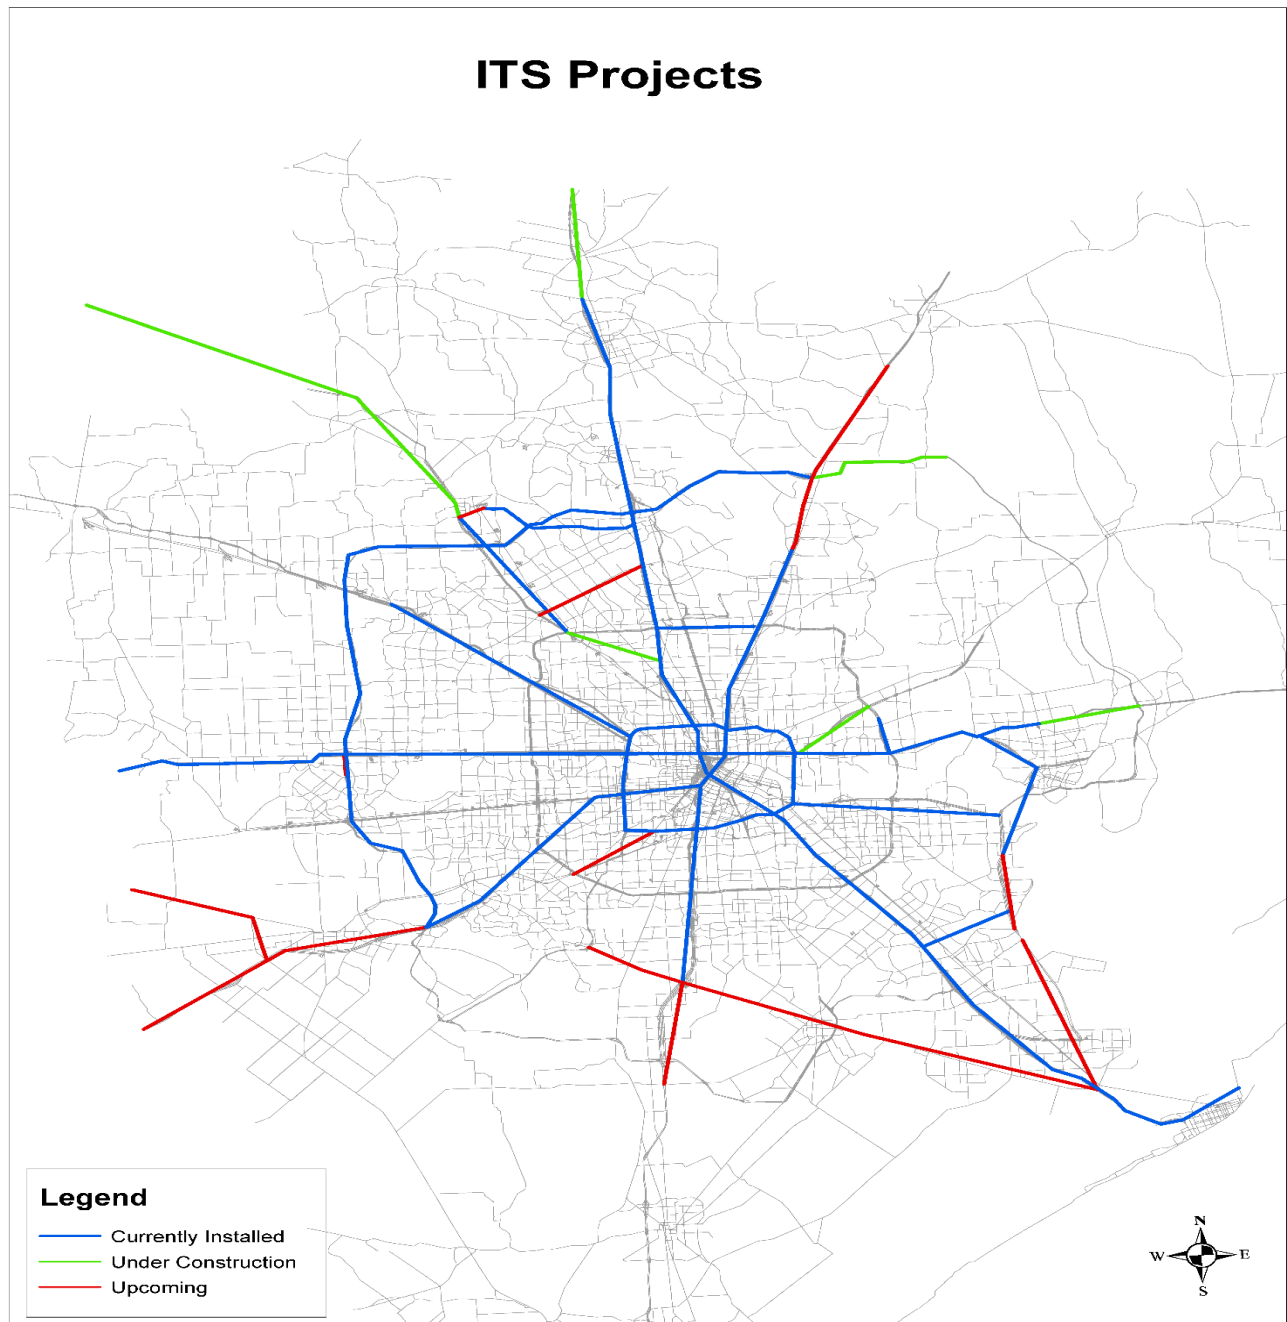 ITS Projects
Legend
Currently Installed
Under Construction
Upcoming
N
W E
S